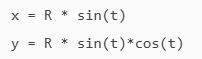 x = R * sin(t)
y = R * sin(t)*cos(t)